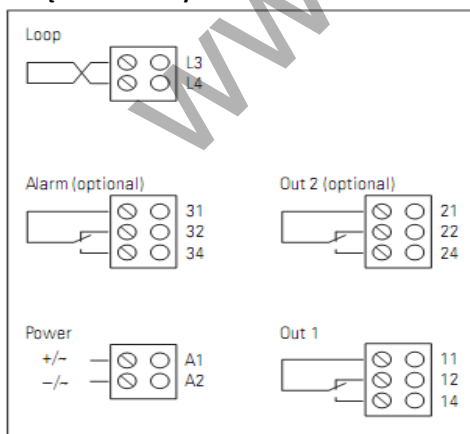 Loop
L3
L4
Alarm (optional)
31
32
34
Out 2 (optional)
21
22
24
Power
+/~
–/~
A1
A2
Out 1
11
12
14